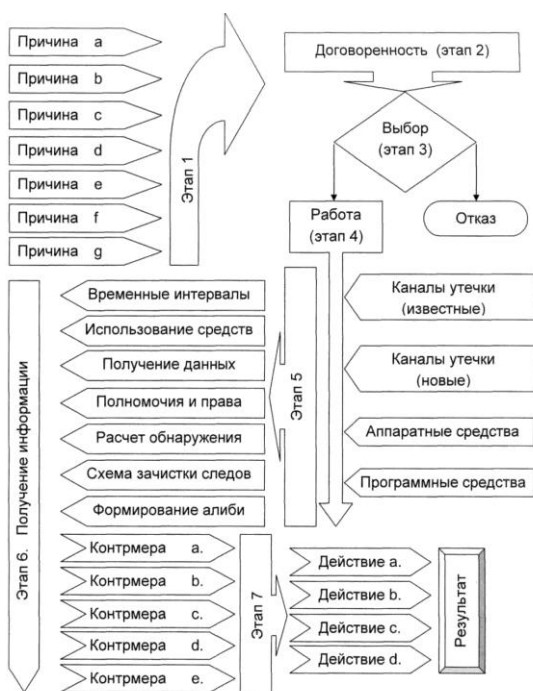 Причина a
Причина b
Причина c
Причина d
Причина e
Причина f
Причина g
Этап 1
Договоренность (этап 2)
Выбор
(этап 3)
Работа
(этап 4)
Отказ
Этап 6. Получение информации
Временные интервалы
Использование средств
Получение данных
Полномочия и права
Расчет обнаружения
Схема зачистки следов
Формирование алиби
Этап 5
Каналы утечки
(известные)
Каналы утечки
(новые)
Аппаратные средства
Программные средства
Контрмера a.
Контрмера b.
Контрмера c.
Контрмера d.
Контрмера e.
Этап 7
Действие a.
Действие b.
Действие c.
Действие d.
Результат